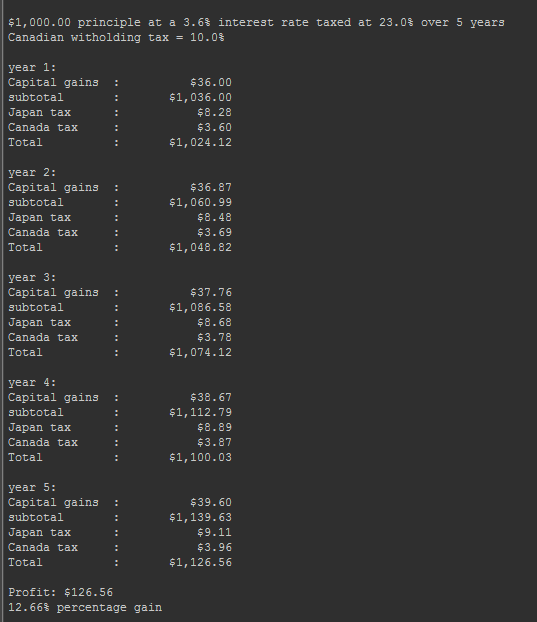 $1,000.00 principle at a 3.6% interest rate taxed at 23.0% over 5 years
Canadian witholding tax = 10.0%
year 1:
Capital gains : $36.00
subtotal : $1,036.00
Japan tax : $8.28
Canada tax : $3.60
Total : $1,024.12
year 2:
Capital gains : $36.87
subtotal : $1,060.99
Japan tax : $8.48
Canada tax : $3.69
Total : $1,048.82
year 3:
Capital gains : $37.76
subtotal : $1,086.58
Japan tax : $8.68
Canada tax : $3.78
Total : $1,074.12
year 4:
Capital gains : $38.67
subtotal : $1,112.79
Japan tax : $8.89
Canada tax : $3.87
Total : $1,100.03
year 5:
Capital gains : $39.60
subtotal : $1,139.63
Japan tax : $9.11
Canada tax : $3.96
Total : $1,126.56
Profit: $126.56
12.66% percentage gain